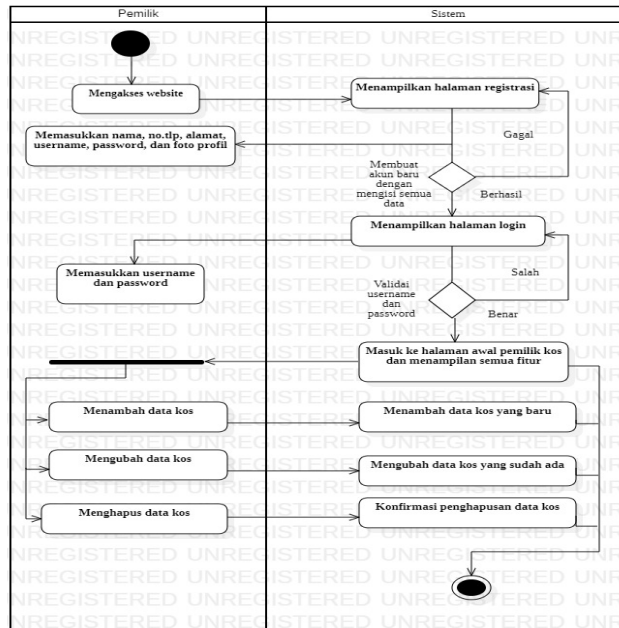 Pemilik
Sistem
Mengakses website
Menampilkan halaman registrasi
Memasukkan nama, no.tlp, alamat,
username, password, dan foto profil
Gagal
Membuat
akun baru
dengan
mengisi semua
data
Berhasil
Menampilkan halaman login
Memasukkan username
dan password
Salah
Validai
username
dan
password
Benar
Masuk ke halaman awal pemilik kos
dan menampilan semua fitur
Menambah data kos
Menambah data kos yang baru
Mengubah data kos
Mengubah data kos yang sudah ada
Menghapus data kos
Konfirmasi penghapusan data kos
UNREGISTERED